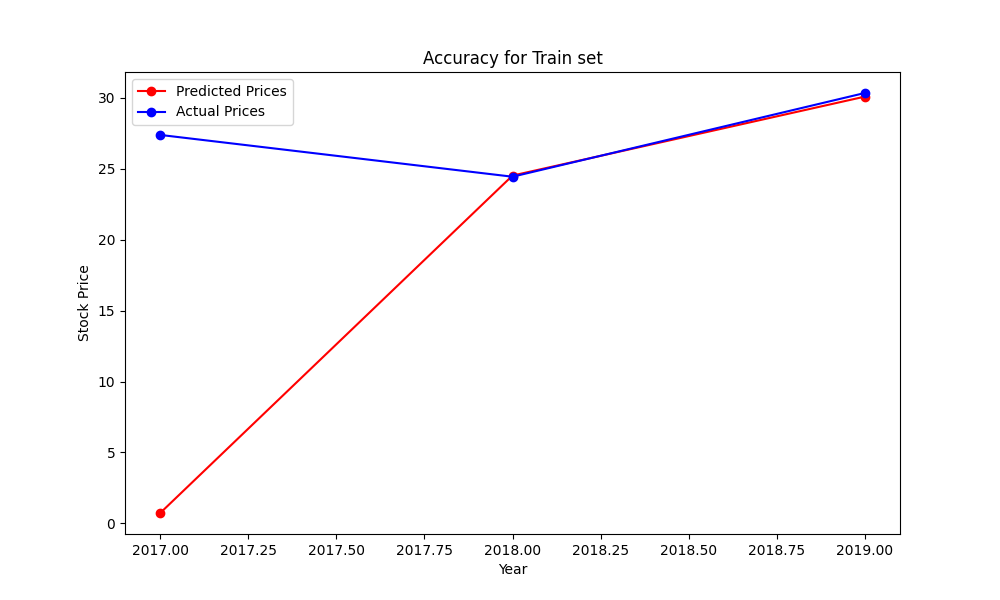 Accuracy for Train set
Predicted Prices
Actual Prices
30
25
20
15
10
5
0
Stock Price
2017.00 2017.25 2017.50 2017.75 2018.00 2018.25 2018.50 2018.75 2019.00
Year